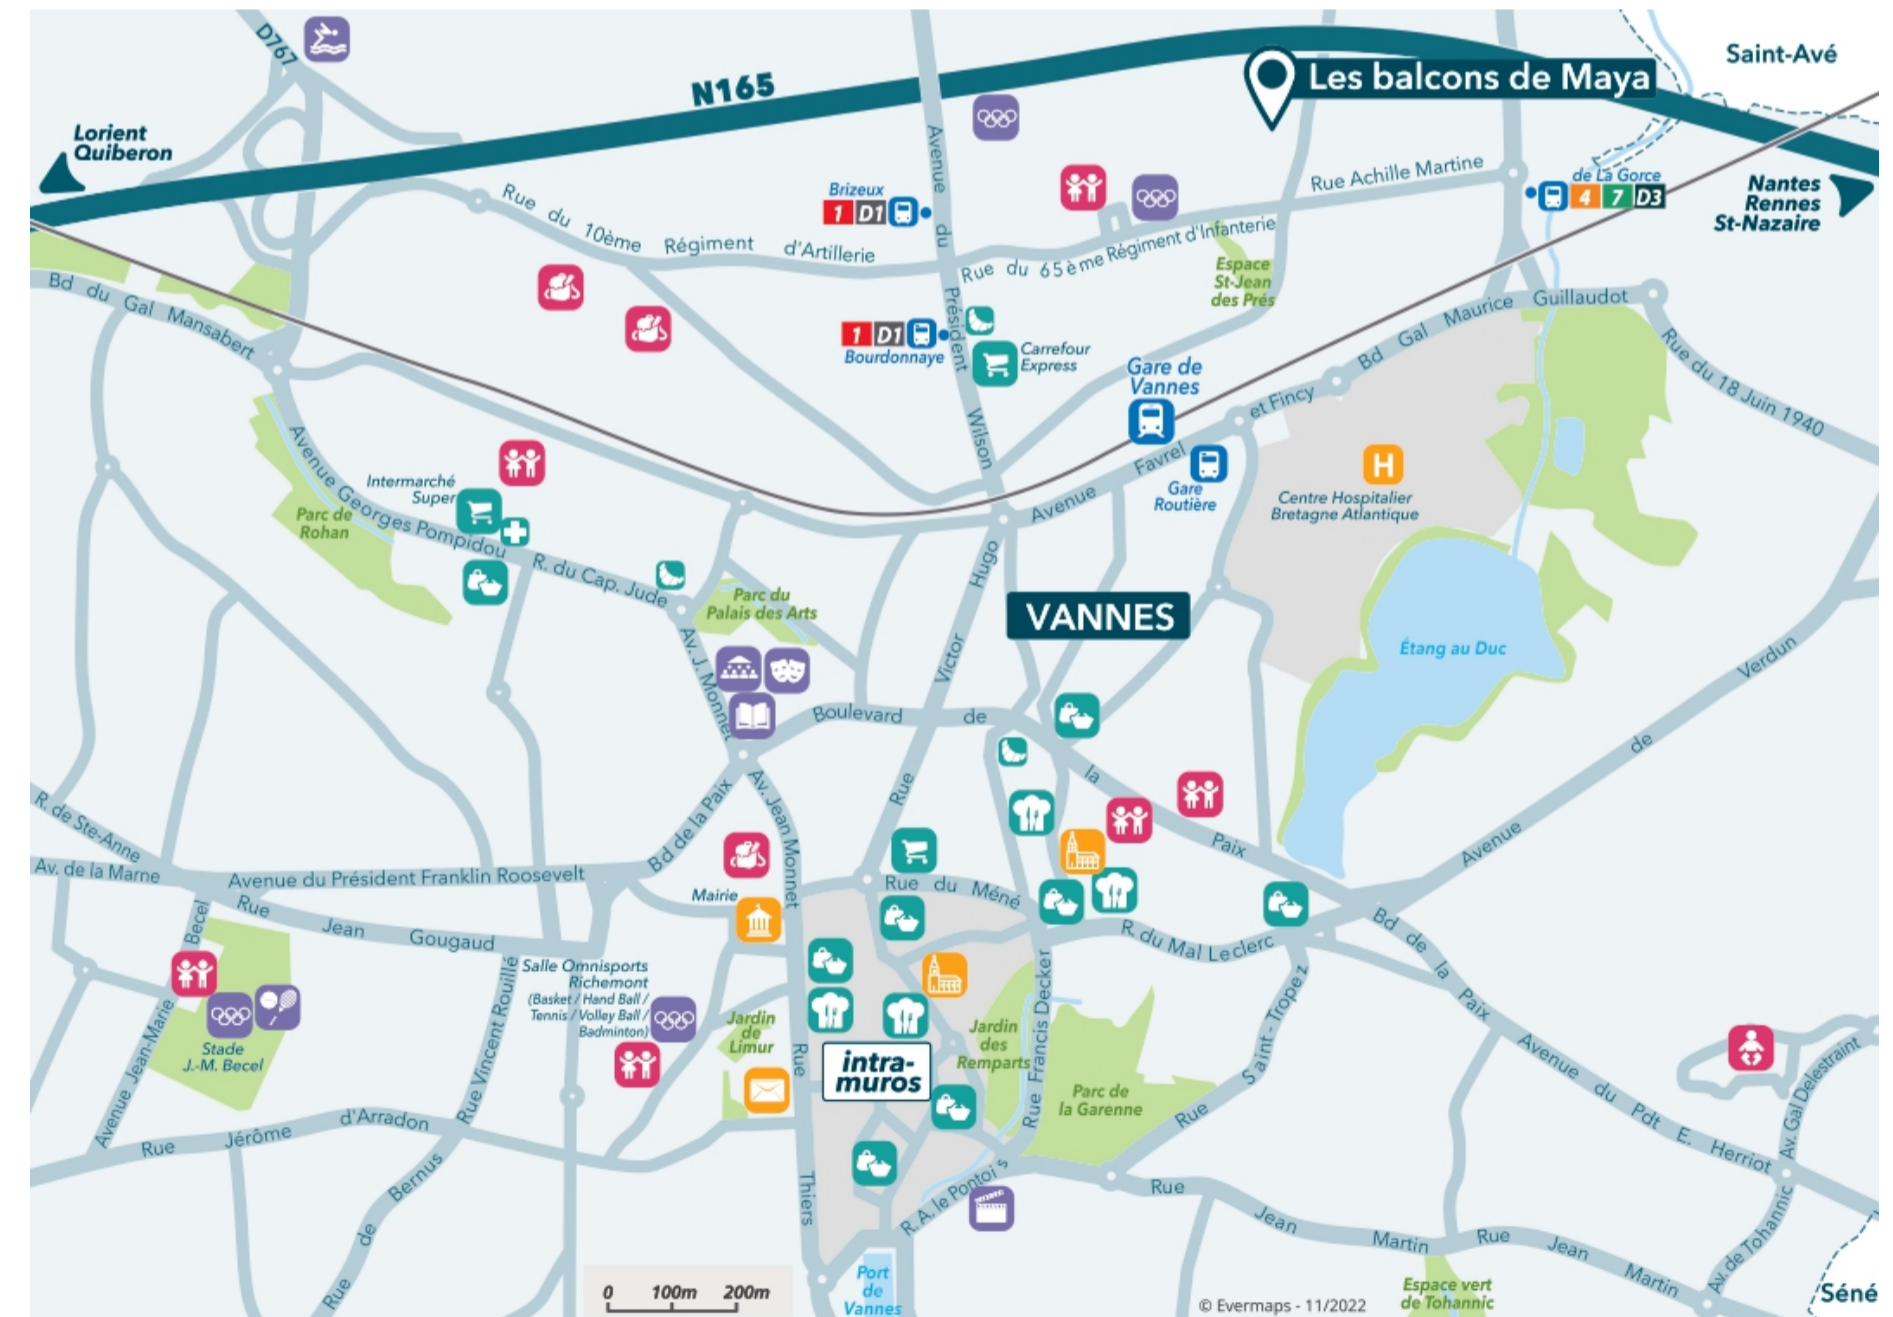 D767
N165
Saint-Avé
Les balcons de Maya
Lorient
Quiberon
Nantes
Rennes
St-Nazaire
Avenue du Président Wilson
Brizeux
1 D1
Rue Achille Martine
de La Gorce
4 7 D3
Rue du 10ème Régiment d'Artillerie
Rue du 65ème Régiment d'Infanterie
Espace
St-Jean
des Prés
Bd du Gal Mansabert
1 D1
Bourdonnaye
Carrefour
Express
Gare de
Vannes
Bd Gal Maurice Guillaudot
Rue du 18 Juin 1940
Avenue Favrel et Fincy
Gare
Routière
H
Centre Hospitalier
Bretagne Atlantique
Avenue Georges Pompidou
Intermarché
Super
Parc de
Rohan
R. du Cap. Jude
Parc du
Palais des Arts
VANNES
Étang au Duc
Av. J. Monnet
Rue Victor Hugo
Boulevard de la Paix
Avenue de Verdun
R. de Ste-Anne
Av. de la Marne
Avenue du Président Franklin Roosevelt
Bd de la Paix
Av. Jean Monnet
Mairie
Rue du Méné
R. du Mal Leclerc
Bd de la Paix
Rue Jean Gougaud
Avenue Jean-Marie Becel
Stade
J.-M. Becel
Rue Vincent Rouillé
Salle Omnisports
Richemont
(Basket / Hand Ball /
Tennis / Volley Ball /
Badminton)
Jardin
de
Limur
intra-
muros
Jardin
des
Remparts
Rue Francis Decker
Parc de
la Garenne
Rue Saint-Tropez
Avenue du Pdt E. Herriot
Av. Gal Delestraint
Rue Jérôme d'Arradon
Rue de Bernus
Rue Thiers
R. A. le Pontois
Rue Jean Martin
Rue Jean Martin
Av. de Tohannic
Espace vert
de Tohannic
Port
de
Vannes
Séné
0 100m 200m
© Evermaps - 11/2022